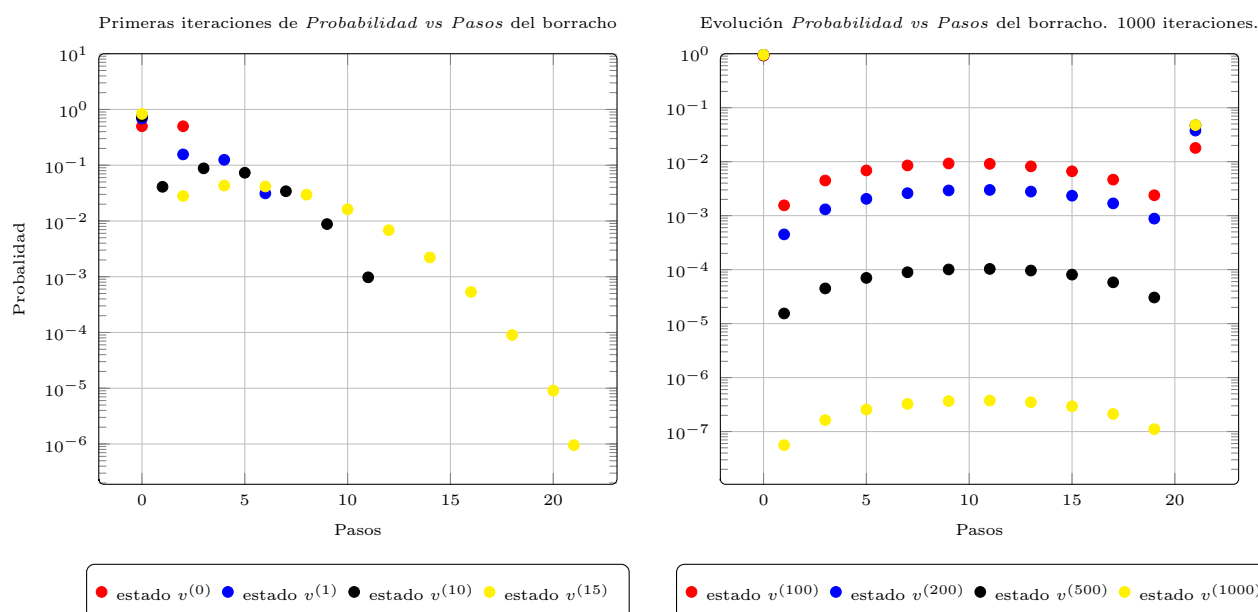 Primeras iteraciones de Probabilidad vs Pasos del borracho
10^1
10^0
10^-1
10^-2
10^-3
10^-4
10^-5
10^-6
Probalidad
0 5 10 15 20
Pasos
estado v^(0) estado v^(1) estado v^(10) estado v^(15)
Evolución Probabilidad vs Pasos del borracho. 1000 iteraciones.
10^0
10^-1
10^-2
10^-3
10^-4
10^-5
10^-6
10^-7
0 5 10 15 20
Pasos
estado v^(100) estado v^(200) estado v^(500) estado v^(1000)